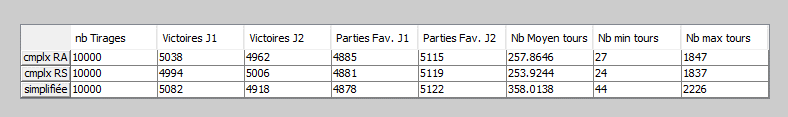 nb Tirages Victoires J1 Victoires J2 Parties Fav. J1 Parties Fav. J2 Nb Moyen tours Nb min tours Nb max tours
cmplx RA 10000 5038 4962 4885 5115 257.8646 27 1847
cmplx RS 10000 4994 5006 4881 5119 253.9244 24 1837
simplifiée 10000 5082 4918 4878 5122 358.0138 44 2226